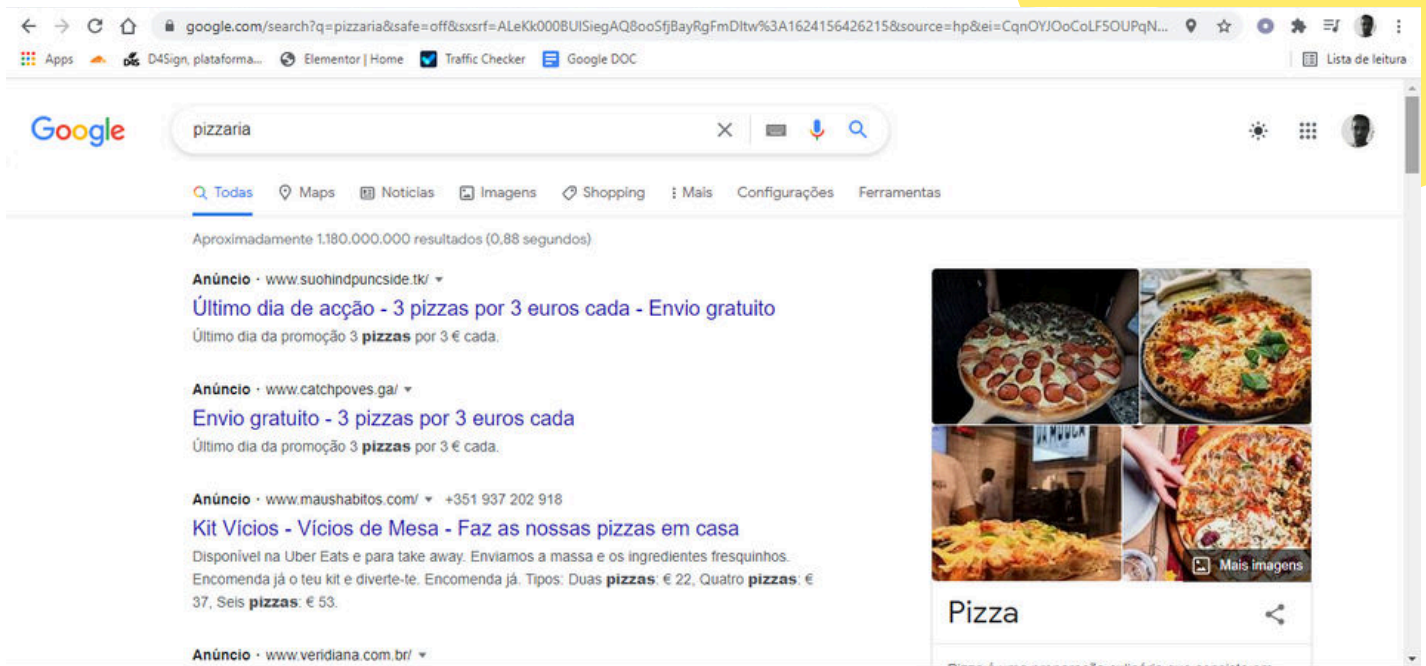 google.com/search?q=pizzaria&safe=off&sxsrf=ALeKk000BUISiegAQ8ooSfjBayRgFmDItw%3A1624156426215&source=hp&ei=CqnOYJOoCoLF5OUPqN...
Apps D4Sign, plataforma... Elementor | Home Traffic Checker Google DOC Lista de leitura
Google pizzaria
Todas Maps Notícias Imagens Shopping Mais Configurações Ferramentas
Aproximadamente 1.180.000.000 resultados (0,88 segundos)
Anúncio · www.suohindpuncside.tk/
Último dia de acção - 3 pizzas por 3 euros cada - Envio gratuito
Último dia da promoção 3 pizzas por 3 € cada.
Anúncio · www.catchpoves.ga/
Envio gratuito - 3 pizzas por 3 euros cada
Último dia da promoção 3 pizzas por 3 € cada.
Anúncio · www.maushabitos.com/ +351 937 202 918
Kit Vícios - Vícios de Mesa - Faz as nossas pizzas em casa
Disponível na Uber Eats e para take away. Enviamos a massa e os ingredientes fresquinhos.
Encomenda já o teu kit e diverte-te. Encomenda já. Tipos: Duas pizzas: € 22, Quatro pizzas: €
37, Seis pizzas: € 53.
Anúncio · www.veridiana.com.br/
DA MOOCA
Mais imagens
Pizza